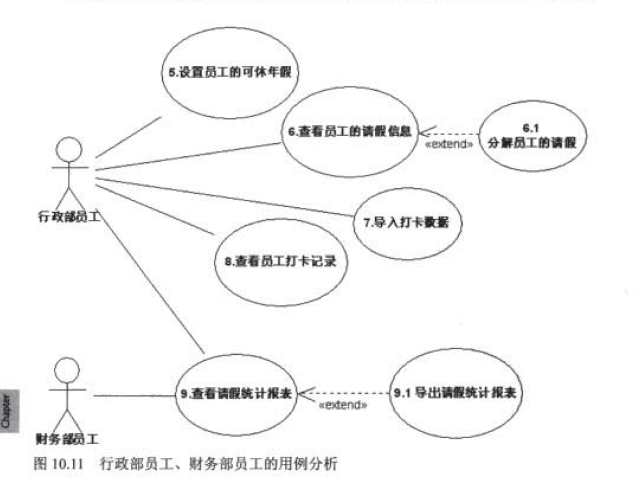 5.设置员工的可休年假
6.查看员工的请假信息
«extend»
6.1
分解员工的请假
行政部员工
7.导入打卡数据
8.查看员工打卡记录
9.查看请假统计报表
«extend»
9.1 导出请假统计报表
Chapter
财务部员工
图 10.11 行政部员工、财务部员工的用例分析